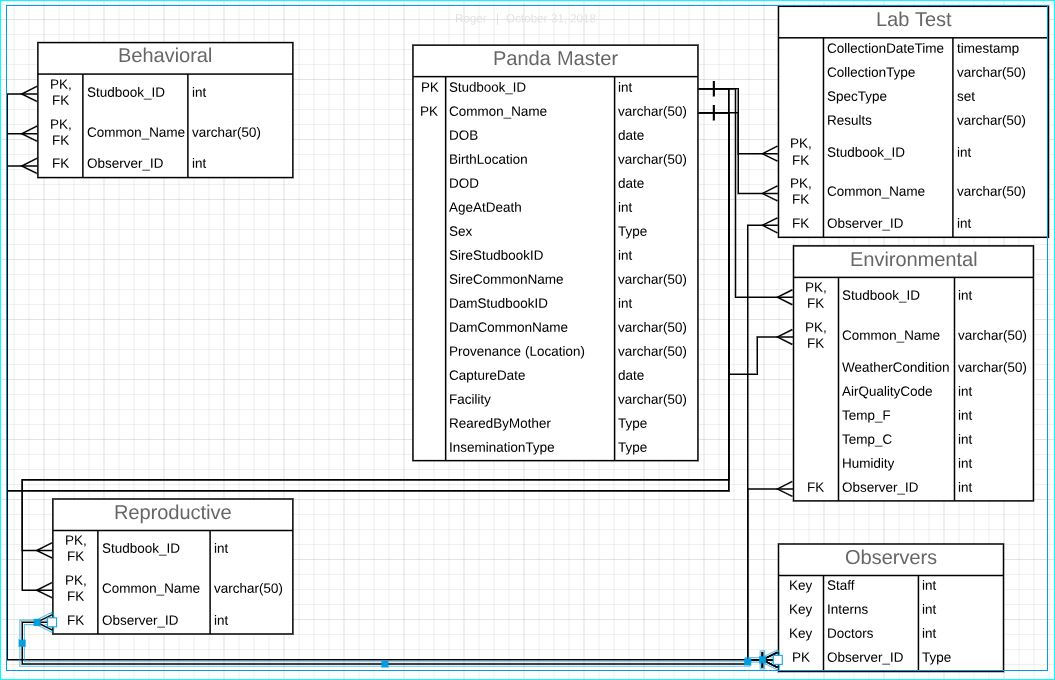 Roger | October 31, 2018
Behavioral
PK, FK Studbook_ID int
PK, FK Common_Name varchar(50)
FK Observer_ID int
Panda Master
PK Studbook_ID int
PK Common_Name varchar(50)
DOB date
BirthLocation varchar(50)
DOD date
AgeAtDeath int
Sex Type
SireStudbookID int
SireCommonName varchar(50)
DamStudbookID int
DamCommonName varchar(50)
Provenance (Location) varchar(50)
CaptureDate date
Facility varchar(50)
RearedByMother Type
InseminationType Type
Lab Test
CollectionDateTime timestamp
CollectionType varchar(50)
SpecType set
Results varchar(50)
PK, FK Studbook_ID int
PK, FK Common_Name varchar(50)
FK Observer_ID int
Environmental
PK, FK Studbook_ID int
PK, FK Common_Name varchar(50)
WeatherCondition varchar(50)
AirQualityCode int
Temp_F int
Temp_C int
Humidity int
FK Observer_ID int
Reproductive
PK, FK Studbook_ID int
PK, FK Common_Name varchar(50)
FK Observer_ID int
Observers
Key Staff int
Key Interns int
Key Doctors int
PK Observer_ID Type